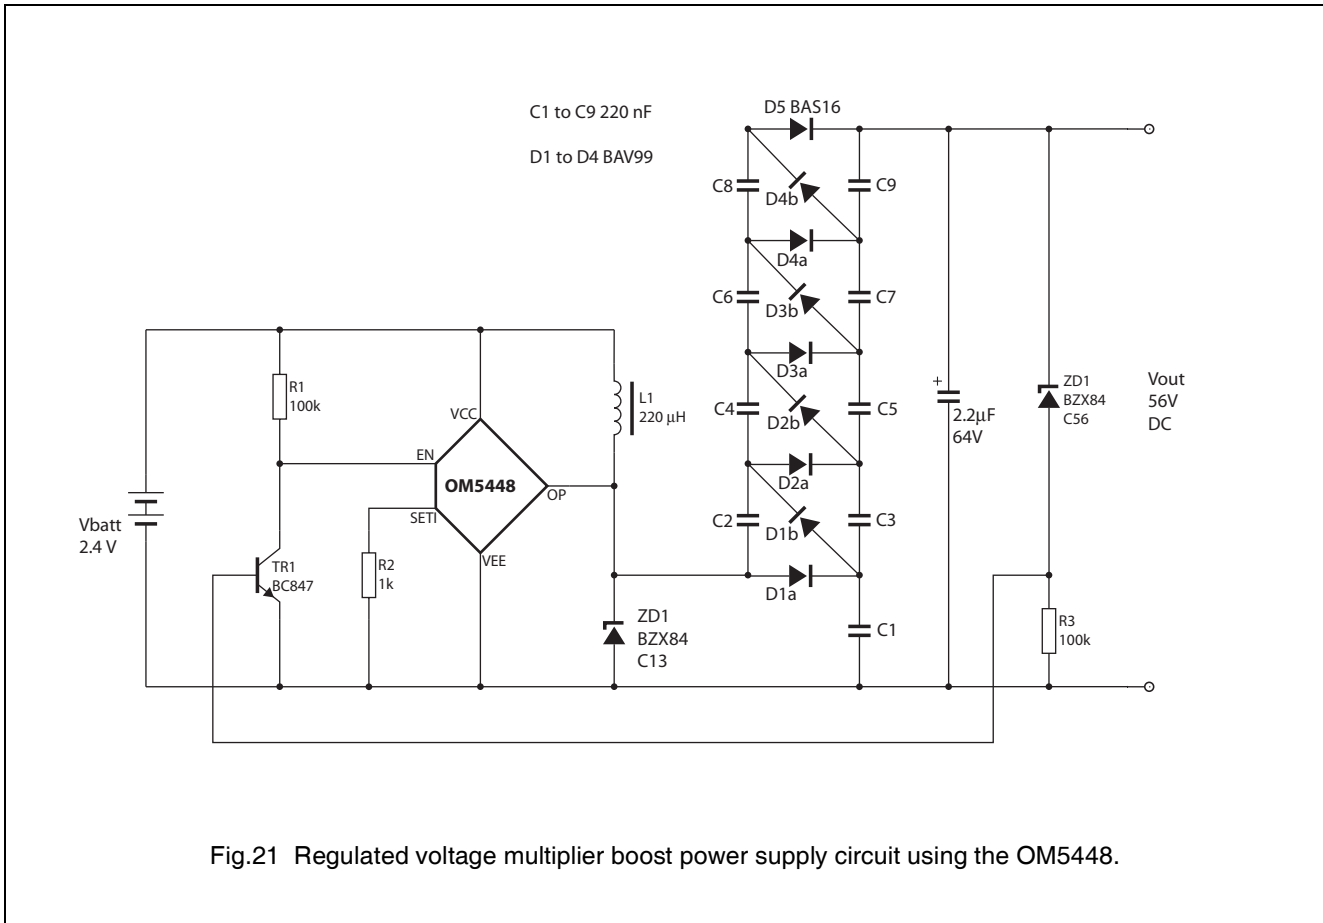 C1 to C9 220 nF
D1 to D4 BAV99
D5 BAS16
C8
D4b
C9
D4a
C6
D3b
C7
D3a
C4
D2b
C5
D2a
C2
D1b
C3
D1a
C1
R1
100k
VCC
L1
220 µH
EN
OM5448
OP
SETI
VEE
Vbatt
2.4 V
TR1
BC847
R2
1k
ZD1
BZX84
C13
+
2.2µF
64V
ZD1
BZX84
C56
Vout
56V
DC
R3
100k
Fig.21 Regulated voltage multiplier boost power supply circuit using the OM5448.